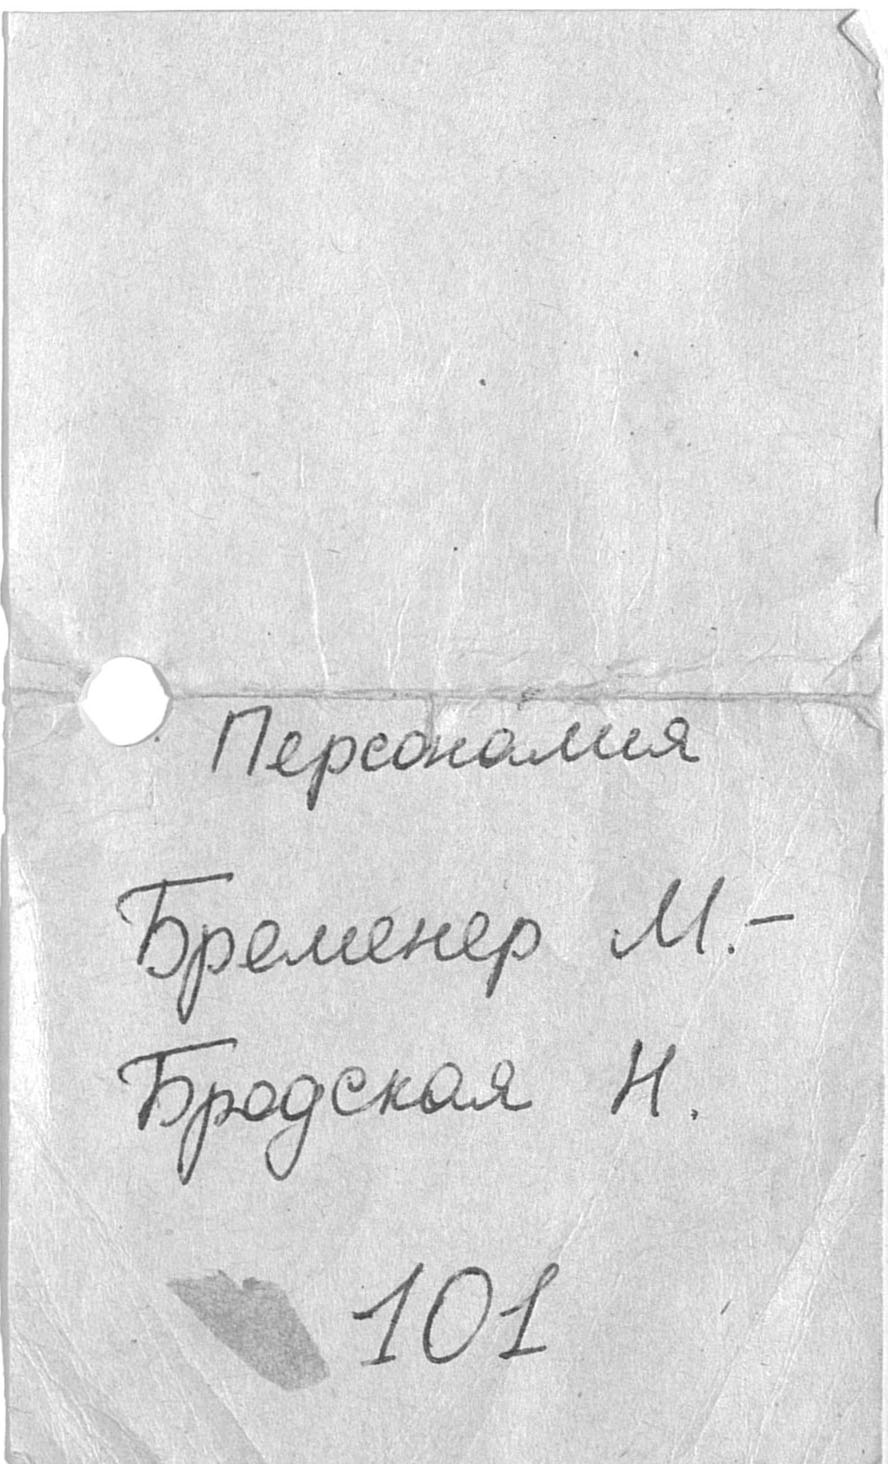 Персоналия
Бременер М.-
Бродская Н.
101